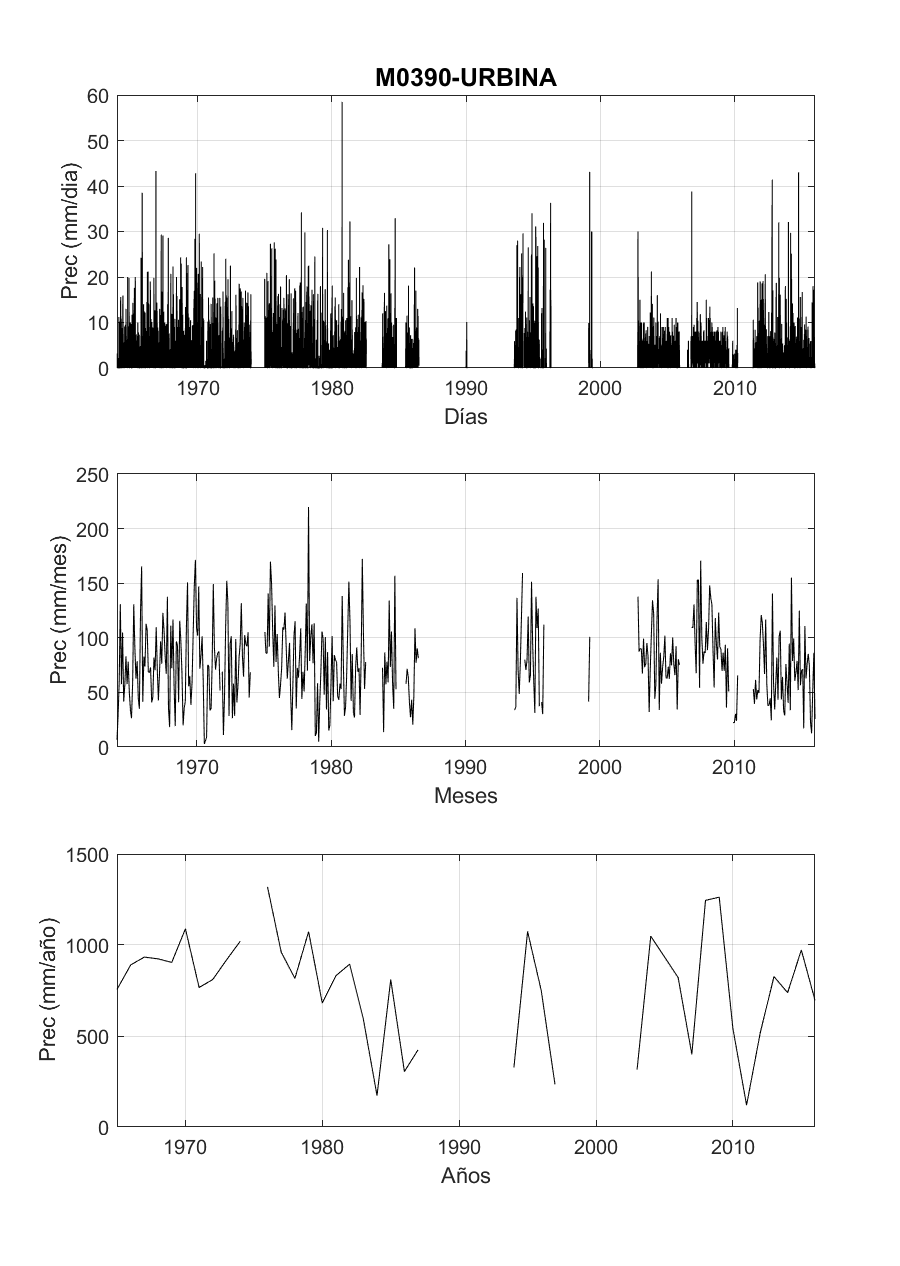 M0390-URBINA
60
50
40
30
20
10
0
Prec (mm/dia)
1970 1980 1990 2000 2010
Días
250
200
150
100
50
0
Prec (mm/mes)
1970 1980 1990 2000 2010
Meses
1500
1000
500
0
Prec (mm/año)
1970 1980 1990 2000 2010
Años